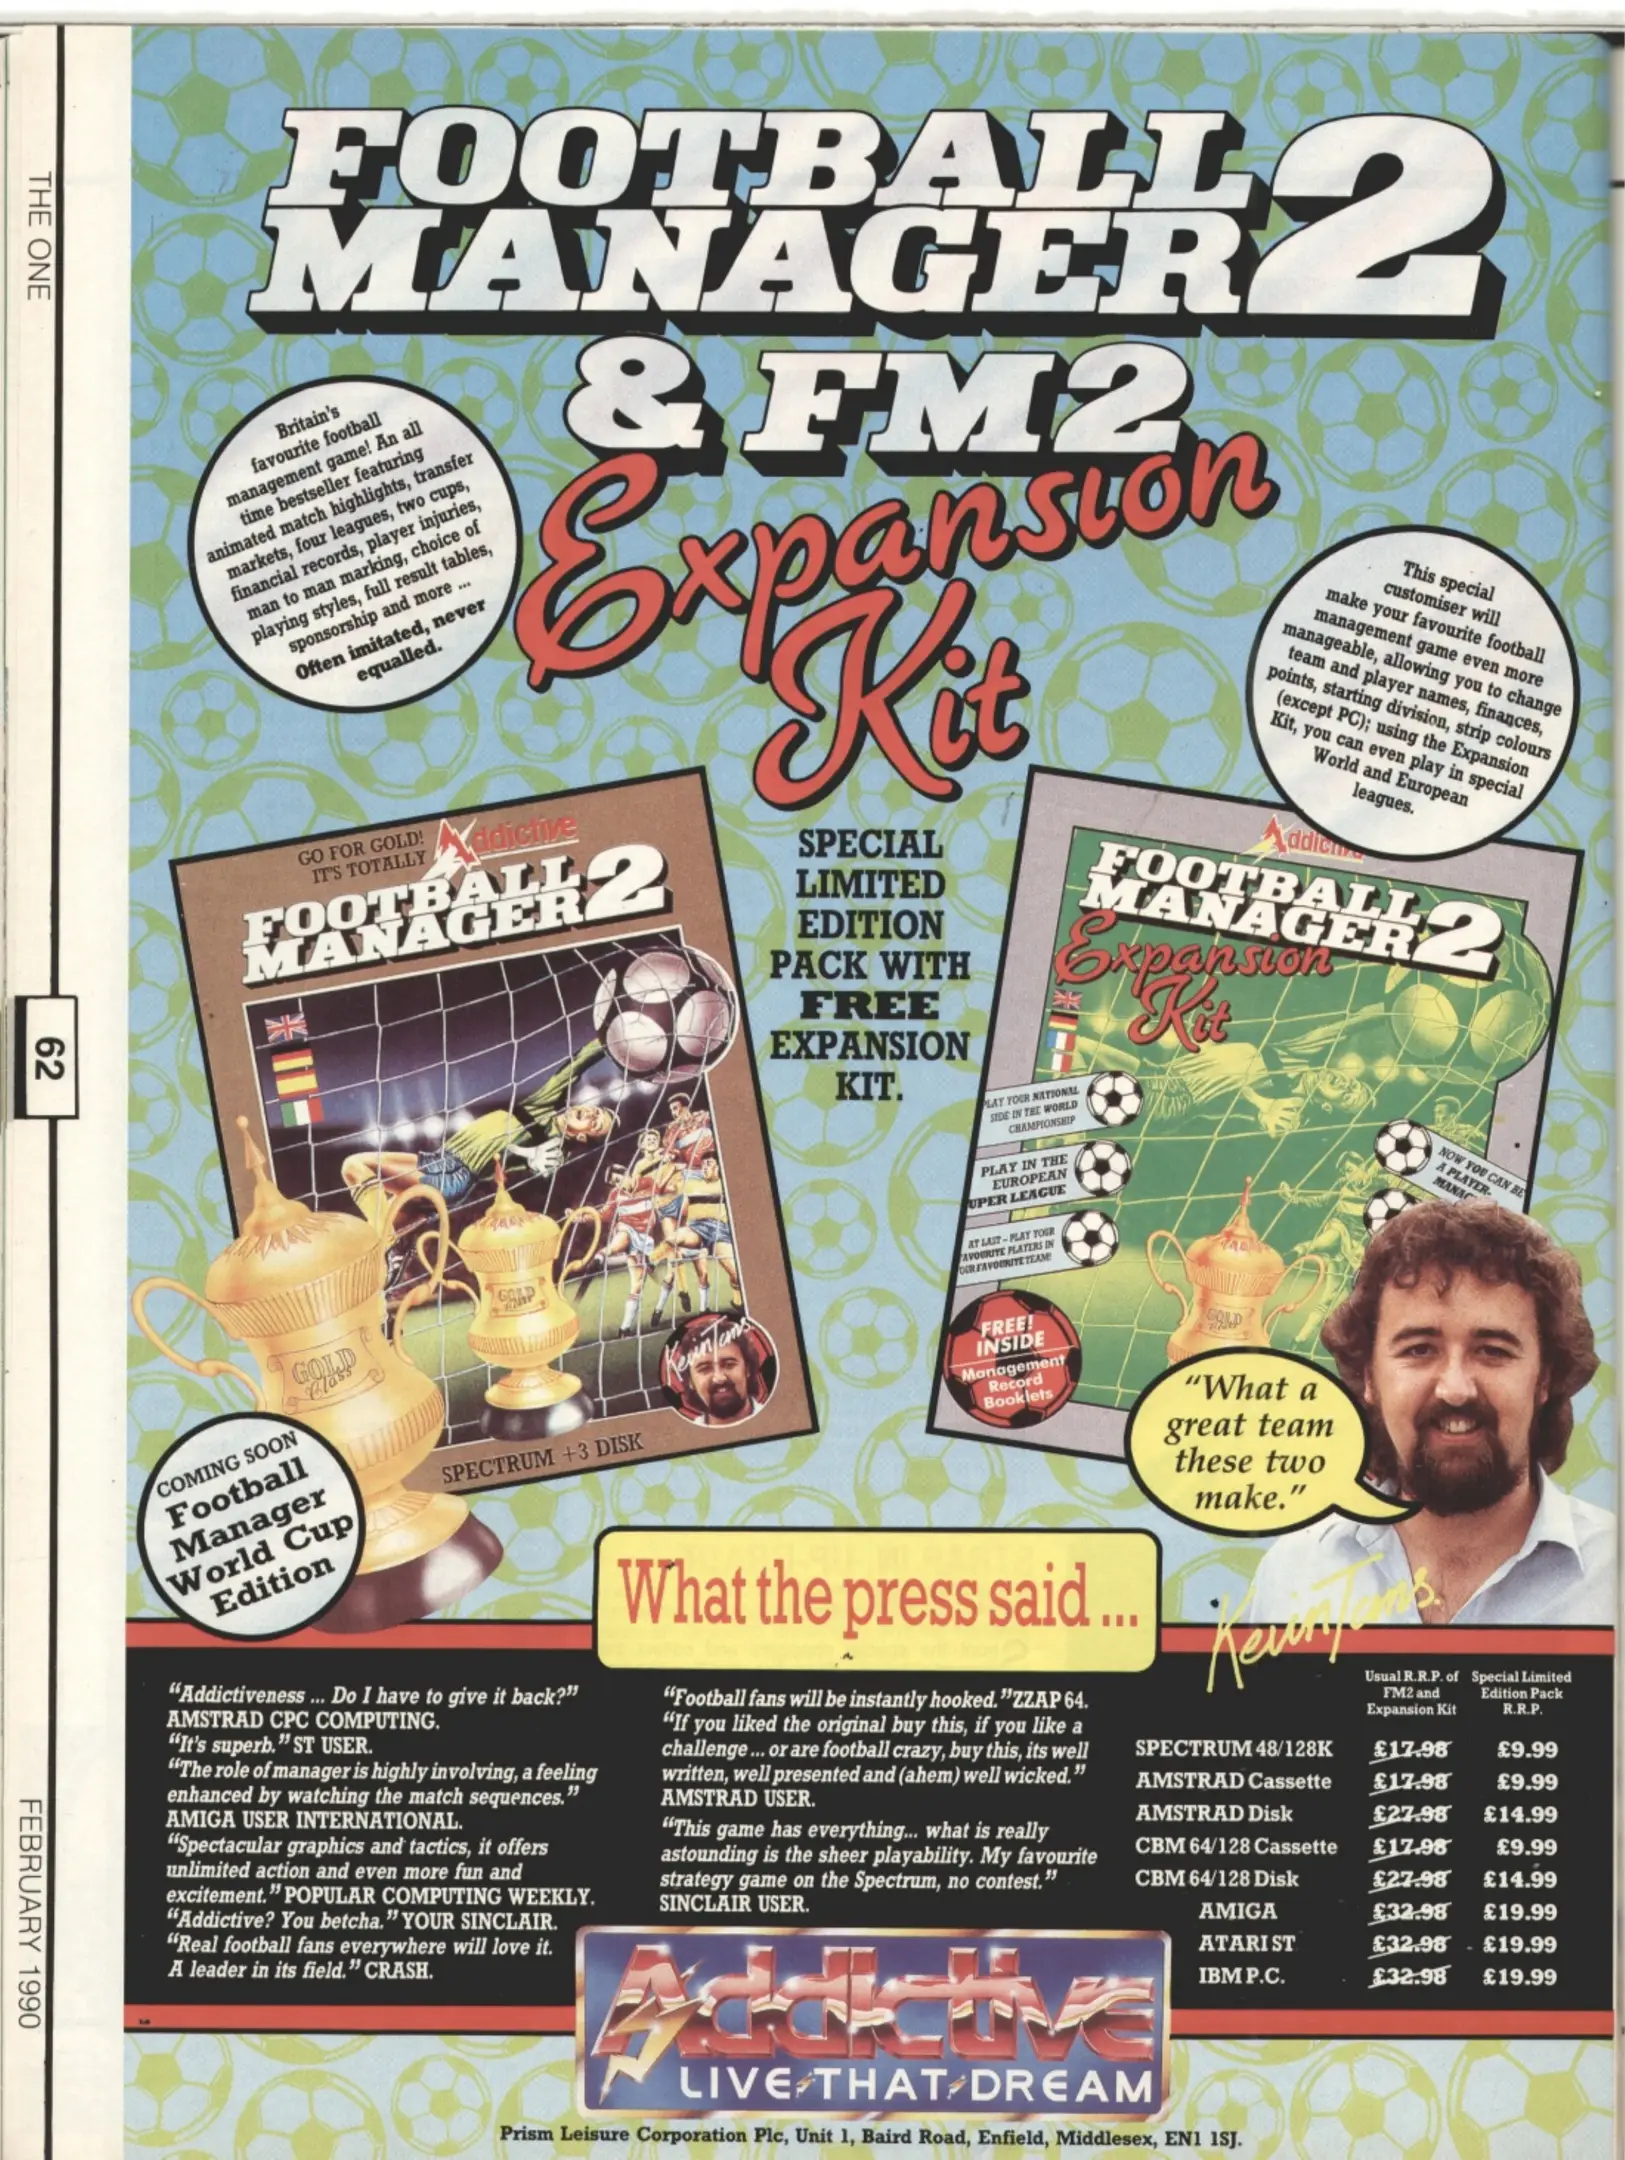 THE ONE
62
FEBRUARY 1990
FOOTBALL
MANAGER 2
& FM2
Expansion
Kit
Britain's
favourite football
management game! An all
time bestseller featuring
animated match highlights, transfer
markets, four leagues, two cups,
financial records, player injuries,
man to man marking, choice of
playing styles, full result tables,
sponsorship and more ...
Often imitated, never
equalled.
This special
customiser will
make your favourite football
management game even more
manageable, allowing you to change
team and player names, finances,
points, starting division, strip colours
(except PC); using the Expansion
Kit, you can even play in special
World and European
leagues.
SPECIAL
LIMITED
EDITION
PACK WITH
FREE
EXPANSION
KIT.
GO FOR GOLD!
IT'S TOTALLY
Addictive
FOOTBALL
MANAGER 2
GOLD
Class
GOLD
Class
Kevin Toms
SPECTRUM +3 DISK
Addictive
FOOTBALL
MANAGER 2
Expansion
Kit
PLAY YOUR NATIONAL
SIDE IN THE WORLD
CHAMPIONSHIP
PLAY IN THE
EUROPEAN
UPER LEAGUE
AT LAST - PLAY YOUR
AVOURITE PLAYERS IN
OUR FAVOURITE TEAM!
NOW YOU CAN BE
A PLAYER-
MANAG
GOLD
Class
FREE!
INSIDE
Management
Record
Booklets
"What a
great team
these two
make."
Kevin Toms.
COMING SOON
Football
Manager
World Cup
Edition
What the press said ...
"Addictiveness ... Do I have to give it back?"
AMSTRAD CPC COMPUTING.
"It's superb." ST USER.
"The role of manager is highly involving, a feeling
enhanced by watching the match sequences."
AMIGA USER INTERNATIONAL.
"Spectacular graphics and tactics, it offers
unlimited action and even more fun and
excitement." POPULAR COMPUTING WEEKLY.
"Addictive? You betcha." YOUR SINCLAIR.
"Real football fans everywhere will love it.
A leader in its field." CRASH.
"Football fans will be instantly hooked." ZZAP 64.
"If you liked the original buy this, if you like a
challenge ... or are football crazy, buy this, its well
written, well presented and (ahem) well wicked."
AMSTRAD USER.
"This game has everything... what is really
astounding is the sheer playability. My favourite
strategy game on the Spectrum, no contest."
SINCLAIR USER.
Usual R.R.P. of Special Limited
FM2 and Edition Pack
Expansion Kit R.R.P.
SPECTRUM 48/128K £17.98 £9.99
AMSTRAD Cassette £17.98 £9.99
AMSTRAD Disk £27.98 £14.99
CBM 64/128 Cassette £17.98 £9.99
CBM 64/128 Disk £27.98 £14.99
AMIGA £32.98 £19.99
ATARI ST £32.98 £19.99
IBM P.C. £32.98 £19.99
Addictive
LIVE THAT DREAM
Prism Leisure Corporation Plc, Unit 1, Baird Road, Enfield, Middlesex, EN1 1SJ.